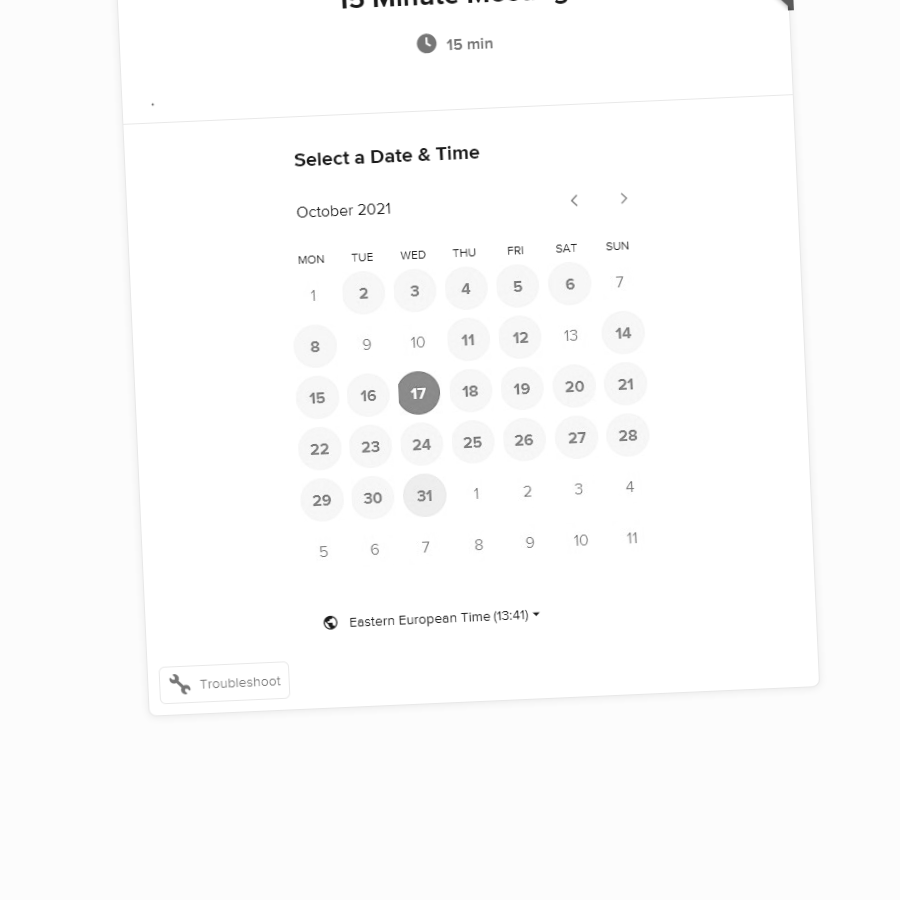 15 Minute Meeting
15 min
Select a Date & Time
October 2021
MON TUE WED THU FRI SAT SUN
1 2 3 4 5 6 7
8 9 10 11 12 13 14
15 16 17 18 19 20 21
22 23 24 25 26 27 28
29 30 31 1 2 3 4
5 6 7 8 9 10 11
Eastern European Time (13:41)
Troubleshoot